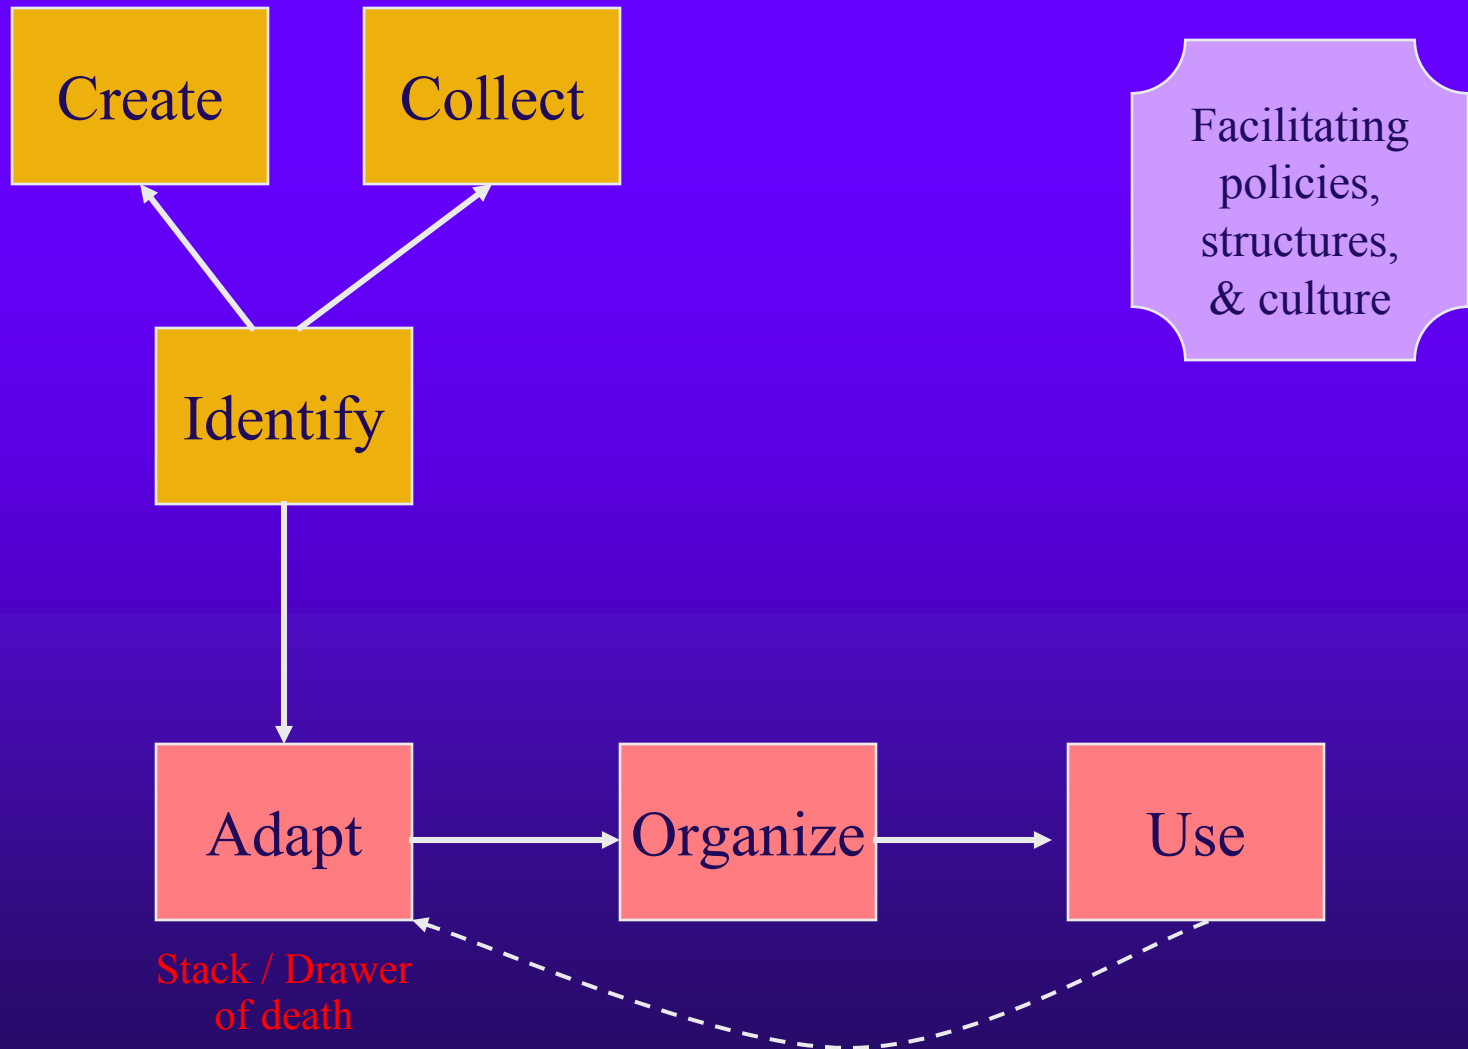 Create
Collect
Facilitating
policies,
structures,
& culture
Identify
Adapt
Organize
Use
Stack / Drawer
of death